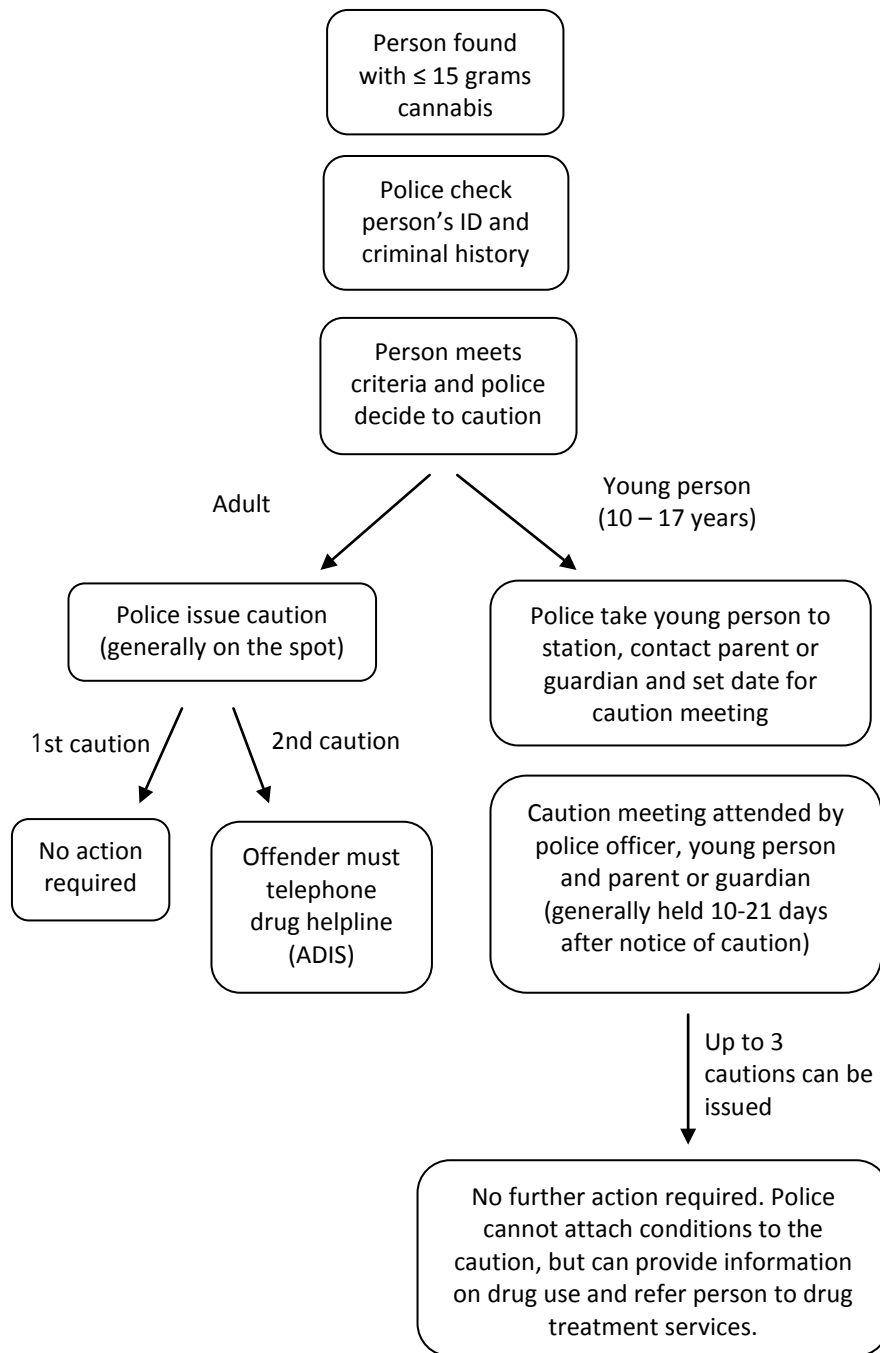 Person found
with ≤ 15 grams
cannabis
Police check
person’s ID and
criminal history
Person meets
criteria and police
decide to caution
Adult
Young person
(10 – 17 years)
Police issue caution
(generally on the spot)
Police take young person to
station, contact parent or
guardian and set date for
caution meeting
1st caution
2nd caution
No action
required
Offender must
telephone
drug helpline
(ADIS)
Caution meeting attended by
police officer, young person
and parent or guardian
(generally held 10-21 days
after notice of caution)
Up to 3
cautions can be
issued
No further action required. Police
cannot attach conditions to the
caution, but can provide information
on drug use and refer person to drug
treatment services.